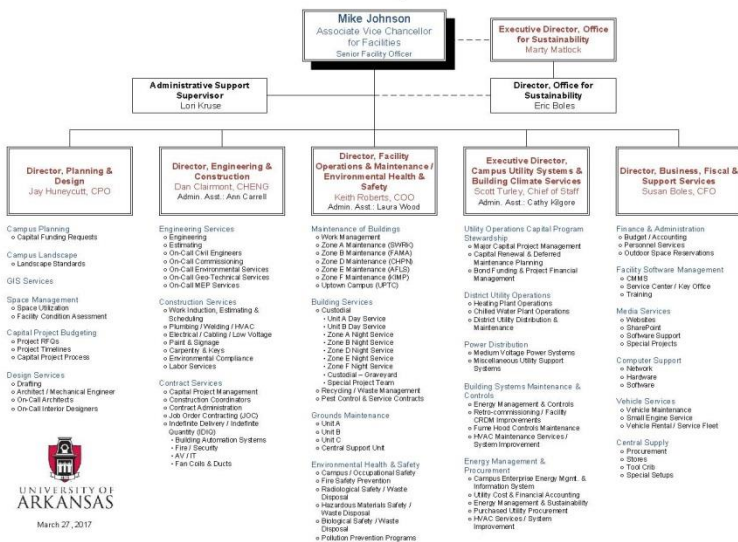 Mike Johnson
Associate Vice Chancellor
for Facilities
Senior Facility Officer
Executive Director, Office
for Sustainability
Marty Matlock
Administrative Support
Supervisor
Lori Kruse
Director, Office for
Sustainability
Eric Boles
Director, Planning &
Design
Jay Huneycutt, CPO
Campus Planning
Capital Funding Requests
Campus Landscape
Landscape Standards
GIS Services
Space Management
Space Utilization
Facility Condition Assessment
Capital Project Budgeting
Project RFQs
Project Timelines
Capital Project Process
Design Services
Drafting
Architect / Mechanical Engineer
On-Call Architects
On-Call Interior Designers
Director, Engineering &
Construction
Dan Clairmont, CHENG
Admin. Asst.: Ann Carrell
Engineering Services
Engineering
Estimating
On-Call Civil Engineers
On-Call Commissioning
On-Call Environmental Services
On-Call Geo-Technical Services
On-Call MEP Services
Construction Services
Work Induction, Estimating &
Scheduling
Plumbing / Welding / HVAC
Electrical / Cabling / Low Voltage
Paint & Signage
Carpentry & Keys
Environmental Compliance
Labor Services
Contract Services
Capital Project Management
Construction Coordinators
Contract Administration
Job Order Contracting (JOC)
Indefinite Delivery / Indefinite
Quantity (IDIQ)
- Building Automation Systems
- Fire / Security
- AV / IT
- Fan Coils & Ducts
Director, Facility
Operations & Maintenance /
Environmental Health &
Safety
Keith Roberts, COO
Admin. Asst.: Laura Wood
Maintenance of Buildings
Work Management
Zone A Maintenance (SWRK)
Zone B Maintenance (FAMA)
Zone D Maintenance (CHPN)
Zone E Maintenance (AFLS)
Zone F Maintenance (KIMP)
Uptown Campus (UPTC)
Building Services
Custodial
- Unit A Day Service
- Unit B Day Service
- Zone A Night Service
- Zone B Night Service
- Zone D Night Service
- Zone E Night Service
- Zone F Night Service
- Custodial – Graveyard
- Special Project Team
Recycling / Waste Management
Pest Control & Service Contracts
Grounds Maintenance
Unit A
Unit B
Unit C
Central Support Unit
Environmental Health & Safety
Campus / Occupational Safety
Fire Safety Prevention
Radiological Safety / Waste
Disposal
Hazardous Materials Safety /
Waste Disposal
Biological Safety / Waste
Disposal
Pollution Prevention Programs
Executive Director,
Campus Utility Systems &
Building Climate Services
Scott Turley, Chief of Staff
Admin. Asst.: Cathy Kilgore
Utility Operations Capital Program
Stewardship
Major Capital Project Management
Capital Renewal & Deferred
Maintenance Planning
Bond Funding & Project Financial
Management
District Utility Operations
Heating Plant Operations
Chilled Water Plant Operations
District Utility Distribution &
Maintenance
Power Distribution
Medium Voltage Power Systems
Miscellaneous Utility Support
Systems
Building Systems Maintenance &
Controls
Energy Management & Controls
Retro-commissioning / Facility
CRDM Improvements
Fume Hood Controls Maintenance
HVAC Maintenance Services /
System Improvement
Energy Management &
Procurement
Campus Enterprise Energy Mgmt. &
Information System
Utility Cost & Financial Accounting
Energy Management & Sustainability
Purchased Utility Procurement
HVAC Services / System
Improvement
Director, Business, Fiscal &
Support Services
Susan Boles, CFO
Finance & Administration
Budget / Accounting
Personnel Services
Outdoor Space Reservations
Facility Software Management
CMMS
Service Center / Key Office
Training
Media Services
Websites
SharePoint
Software Support
Special Projects
Computer Support
Network
Hardware
Software
Vehicle Services
Vehicle Maintenance
Small Engine Service
Vehicle Rental / Service Fleet
Central Supply
Procurement
Stores
Tool Crib
Special Setups
UNIVERSITY OF
ARKANSAS
March 27, 2017